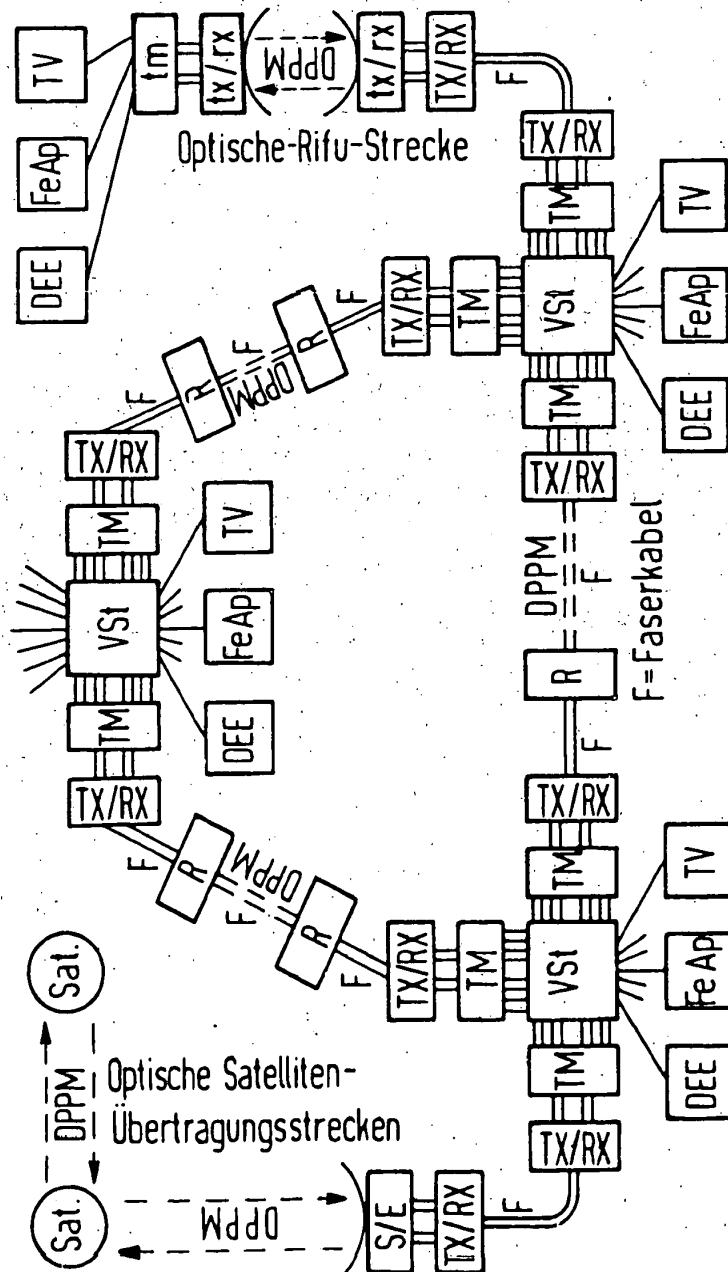 Sat.
DPPM
Sat.
Optische Satelliten-
Übertragungsstrecken
DPPM
S/E
TX/RX
F
TX/RX
TM
VSt
DEE
FeAp
TV
TM
TX/RX
F
R
DPPM
F
F=Faserkabel
TX/RX
TM
F
R
DPPM
F
R
F
TX/RX
TM
VSt
DEE
FeAp
TV
TM
TX/RX
F
R
DPPM
F
R
F
TX/RX
TM
TX/RX
TM
VSt
DEE
FeAp
TV
TM
TX/RX
F
TX/RX
tx/rx
DPPM
Optische-Rifu-Strecke
tx/rx
tm
DEE
FeAp
TV